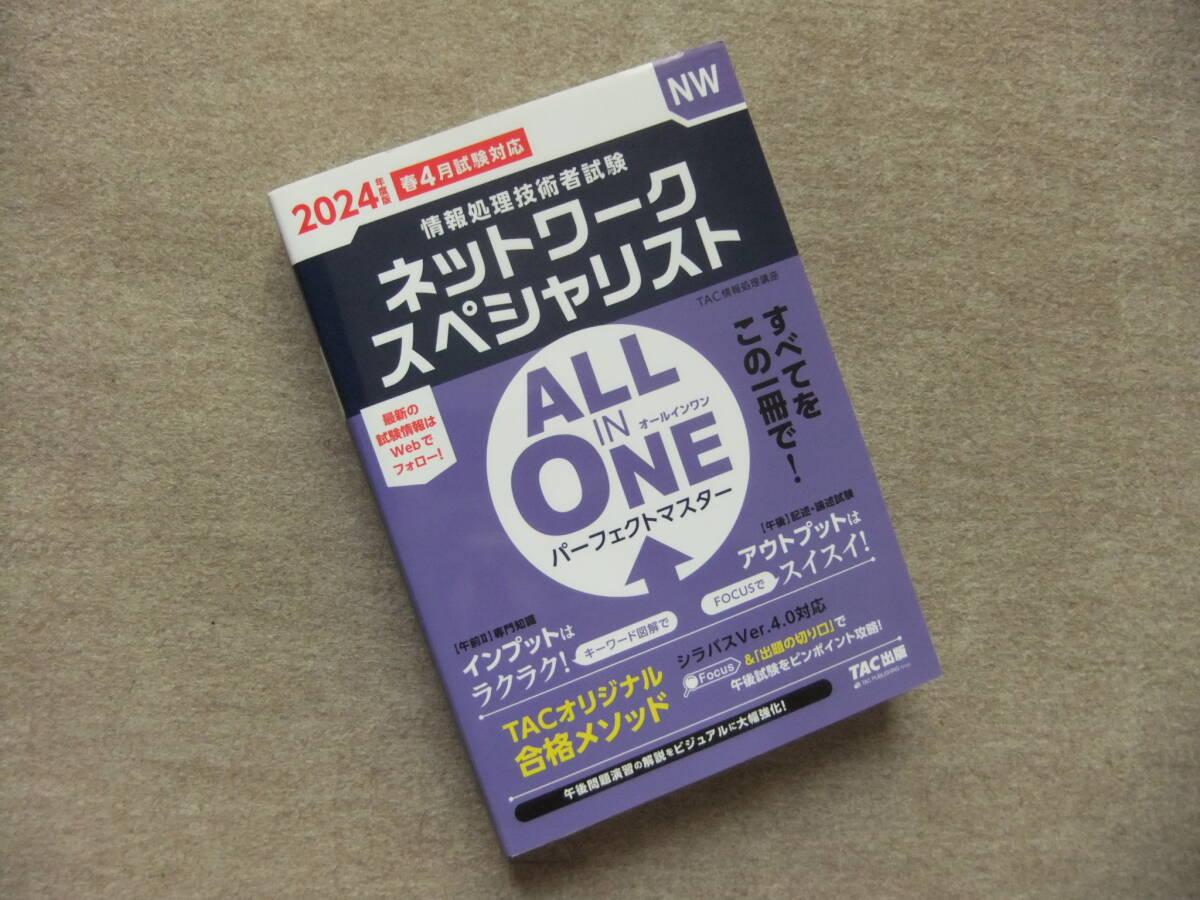 NW
2024年度版 春4月試験対応
情報処理技術者試験
ネットワーク
スペシャリスト
TAC情報処理講座
最新の
試験情報は
Webで
フォロー!
ALL
IN
ONE
オールインワン
パーフェクトマスター
すべてを
この一冊で!
【午後】記述・論述試験
アウトプットは
FOCUSで スイスイ!
【午前Ⅱ】専門知識
インプットは
ラクラク! キーワード図解で
TACオリジナル
合格メソッド
シラバスVer.4.0対応
Focus &「出題の切り口」で
午後試験をピンポイント攻略!
TAC出版
TAC PUBLISHING Group
午後問題演習の解説をビジュアルに大幅強化!